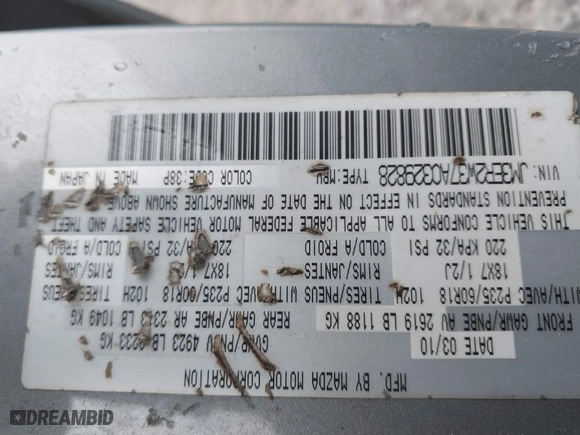 MFD. BY MAZDA MOTOR CORPORATION
DATE 03/10 4923 LB 2233 KG
FRONT GAWR/PNBE AV 2619 LB 1188 KG REAR GAWR/PNBE AR 2313 LB 1049 KG
WITH/AVEC P235/60R18 102H TIRES/PNEUS WITH/AVEC P235/60R18 102H TIRES/PNEUS
18X7 1/2J RIMS/JANTES 18X7 1/2J RIMS/JANTES
220 KPA/32 PSI COLD/A FROID 220 KPA/32 PSI COLD/A FROID
THIS VEHICLE CONFORMS TO ALL APPLICABLE FEDERAL MOTOR VEHICLE SAFETY AND THEFT
PREVENTION STANDARDS IN EFFECT ON THE DATE OF MANUFACTURE SHOWN ABOVE.
VIN: JM3ER2W37A0329828 TYPE:MPV COLOR CODE:38P MADE IN JAPAN
DREAMBID